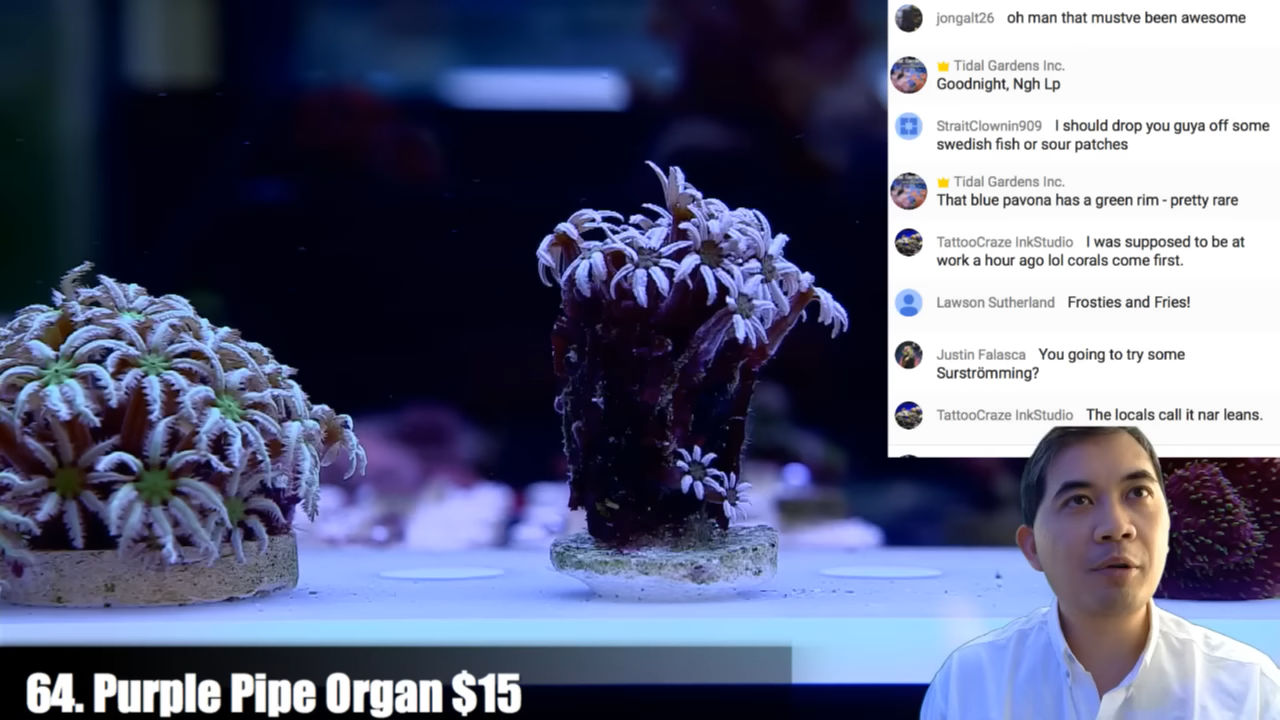 jongalt26 oh man that mustve been awesome
Tidal Gardens Inc.
Goodnight, Ngh Lp
StraitClownin909 I should drop you guya off some
swedish fish or sour patches
Tidal Gardens Inc.
That blue pavona has a green rim - pretty rare
TattooCraze InkStudio I was supposed to be at
work a hour ago lol corals come first.
Lawson Sutherland Frosties and Fries!
Justin Falasca You going to try some
Surströmming?
TattooCraze InkStudio The locals call it nar leans.
64. Purple Pipe Organ $15